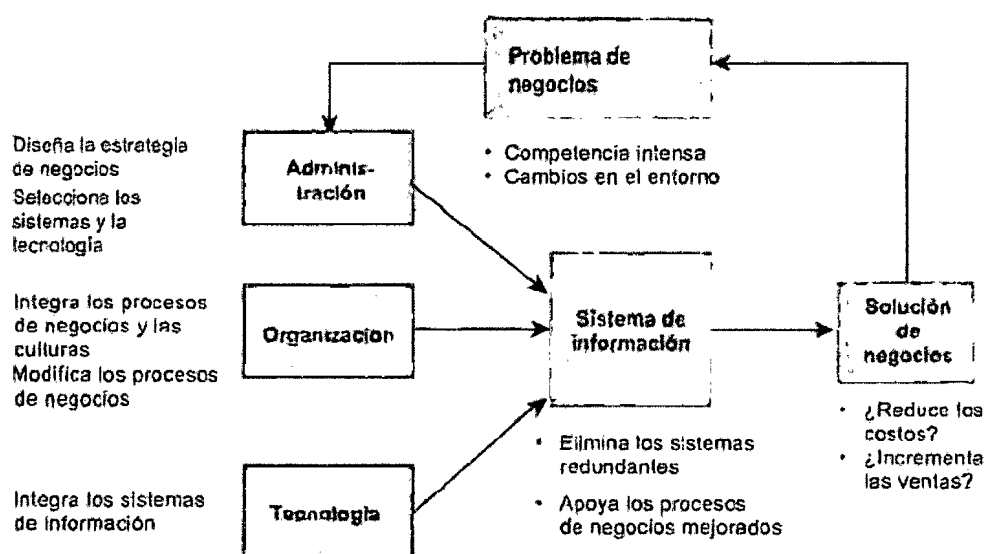 Problema de
negocios
• Competencia intensa
• Cambios en el entorno
Diseña la estrategia
de negocios
Selecciona los
sistemas y la
tecnología
Adminis-
tración
Integra los procesos
de negocios y las
culturas
Modifica los procesos
de negocios
Organización
Integra los sistemas
de información
Tecnología
Sistema de
información
• Elimina los sistemas
redundantes
• Apoya los procesos
de negocios mejorados
Solución
de
negocios
• ¿Reduce los
costos?
• ¿Incrementa
las ventas?